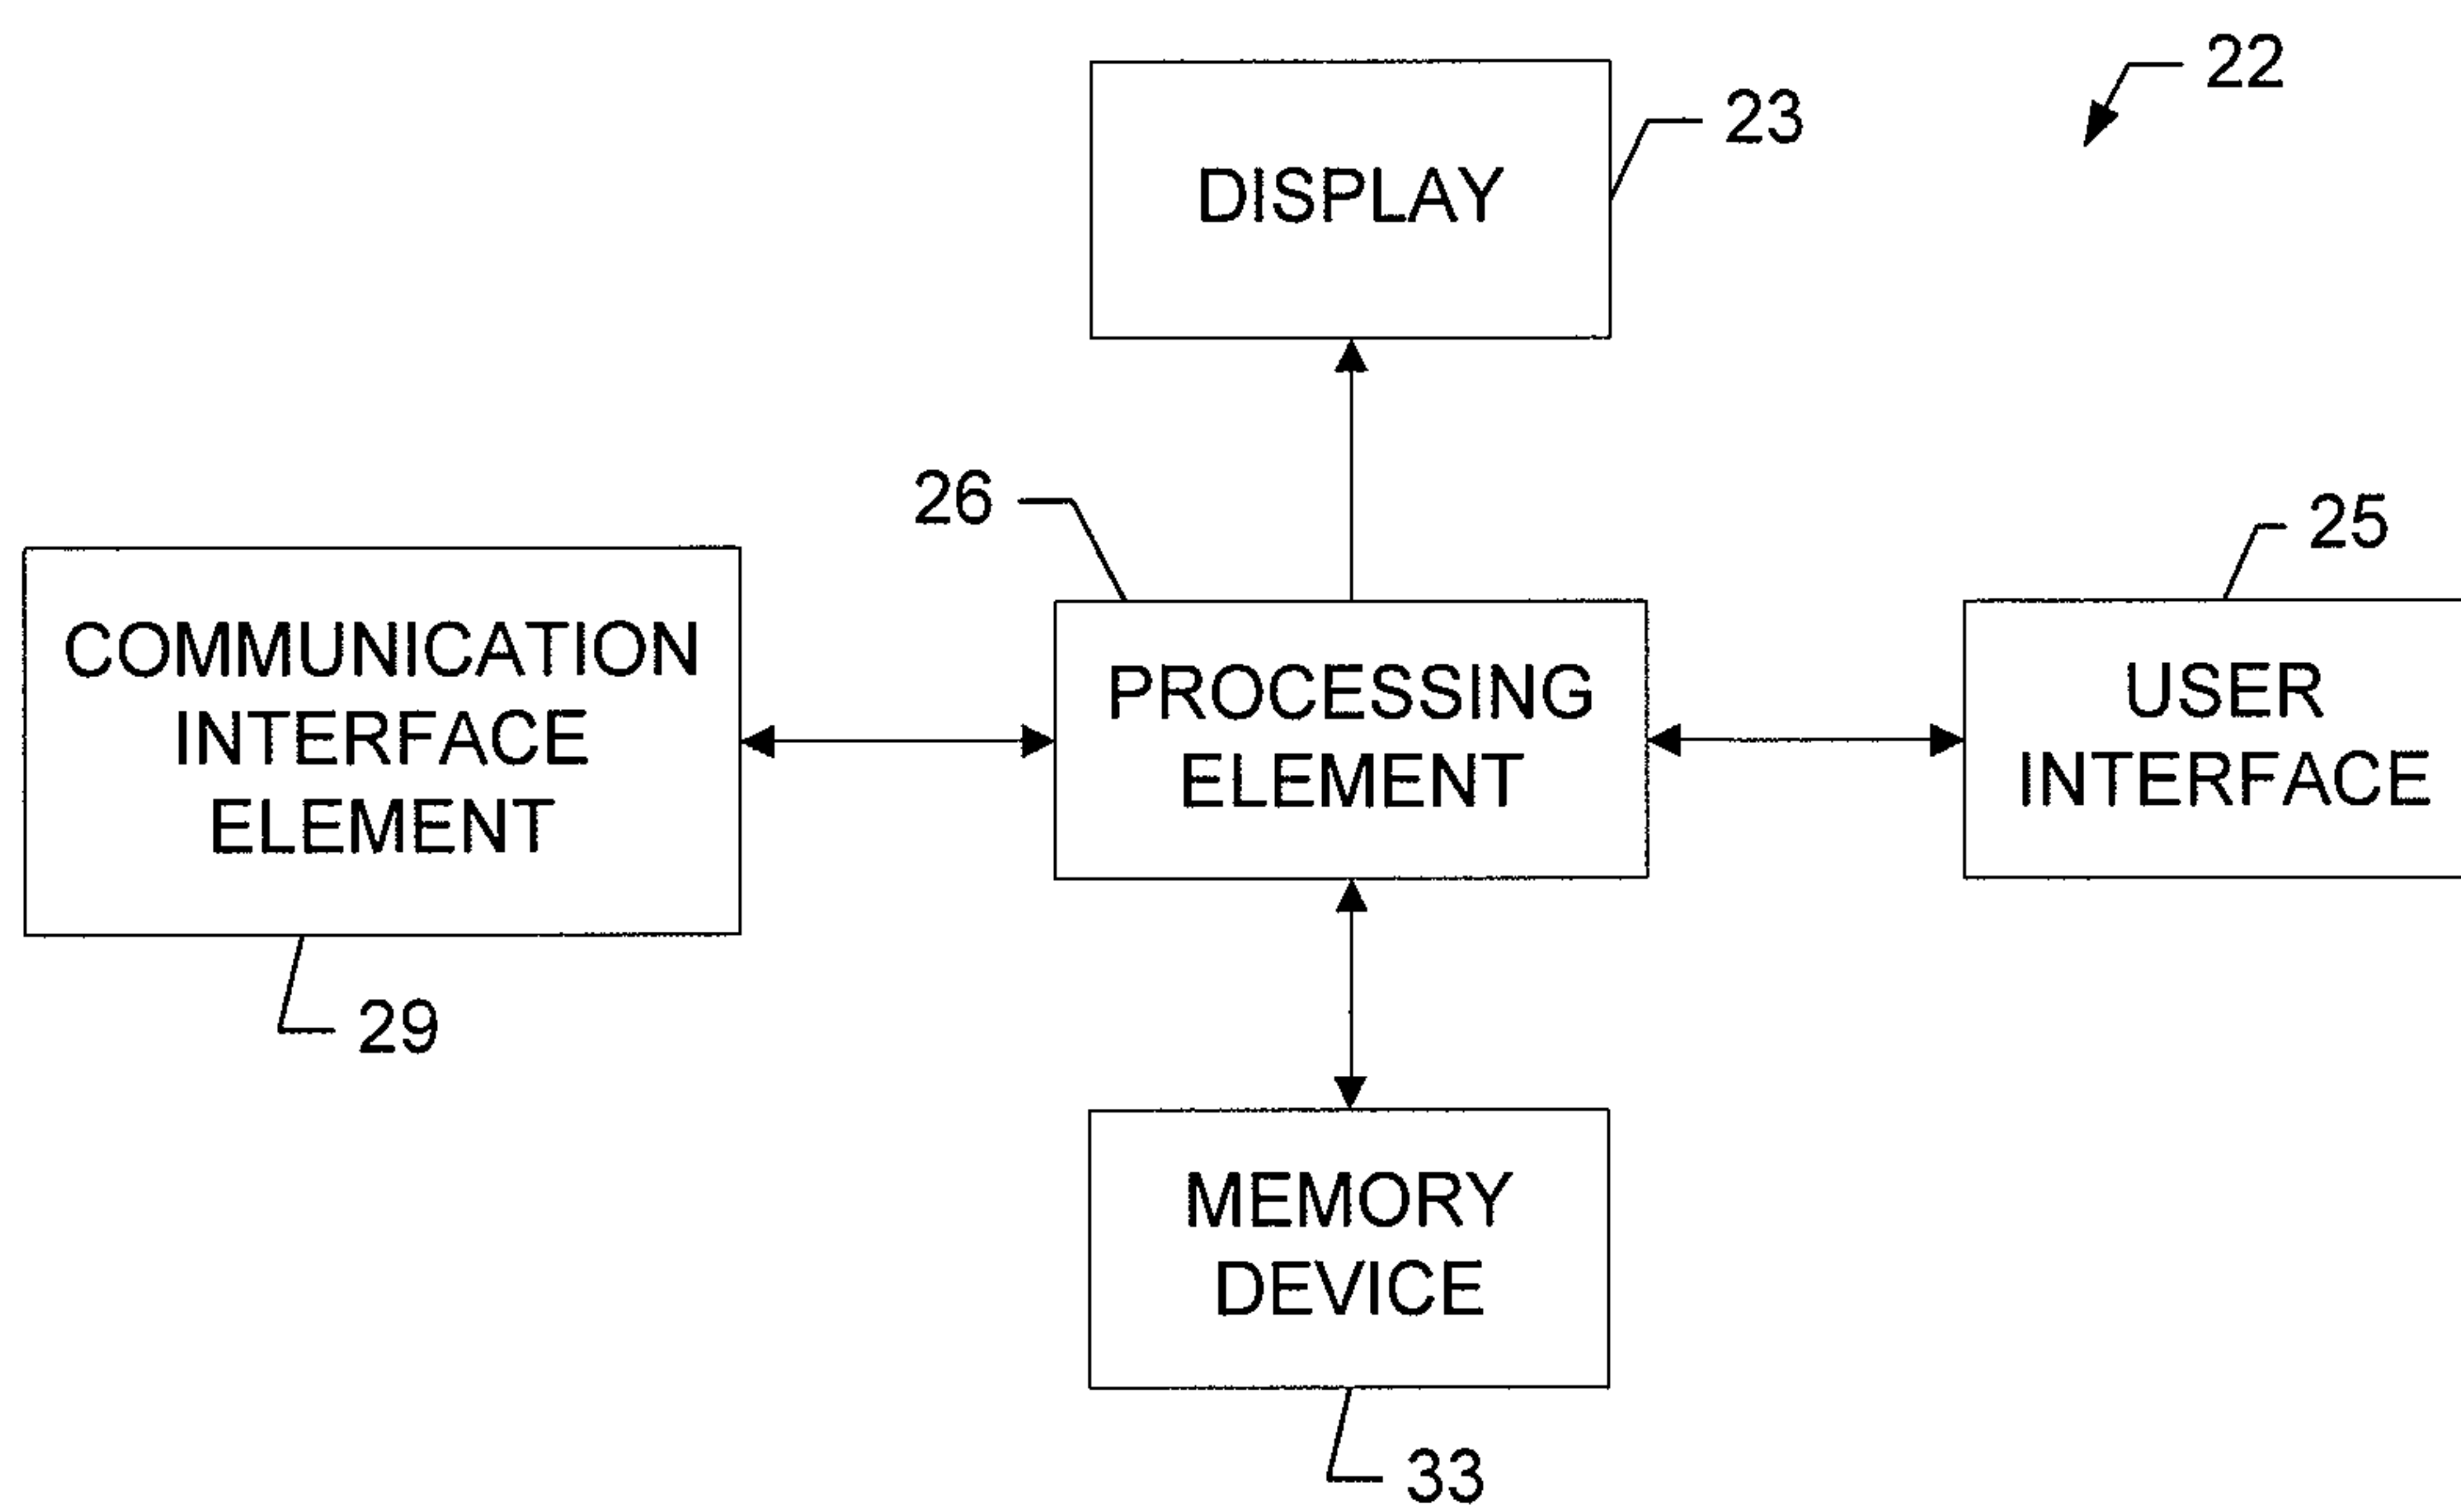 22
23
DISPLAY
26
25
COMMUNICATION
INTERFACE
ELEMENT
PROCESSING
ELEMENT
USER
INTERFACE
29
MEMORY
DEVICE
33